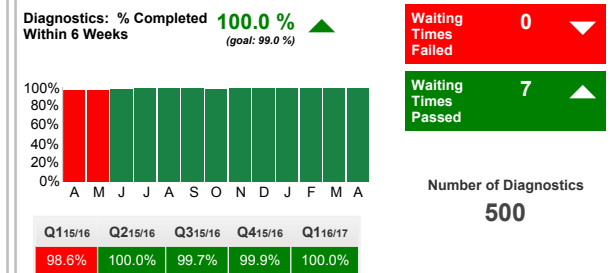 Diagnostics: % Completed
Within 6 Weeks
100.0 %
(goal: 99.0 %)
Waiting
Times
Failed
0
Waiting
Times
Passed
7
100%
80%
60%
40%
20%
0%
A M J J A S O N D J F M A
Number of Diagnostics
500
Q115/16 Q215/16 Q315/16 Q415/16 Q116/17
98.6% 100.0% 99.7% 99.9% 100.0%